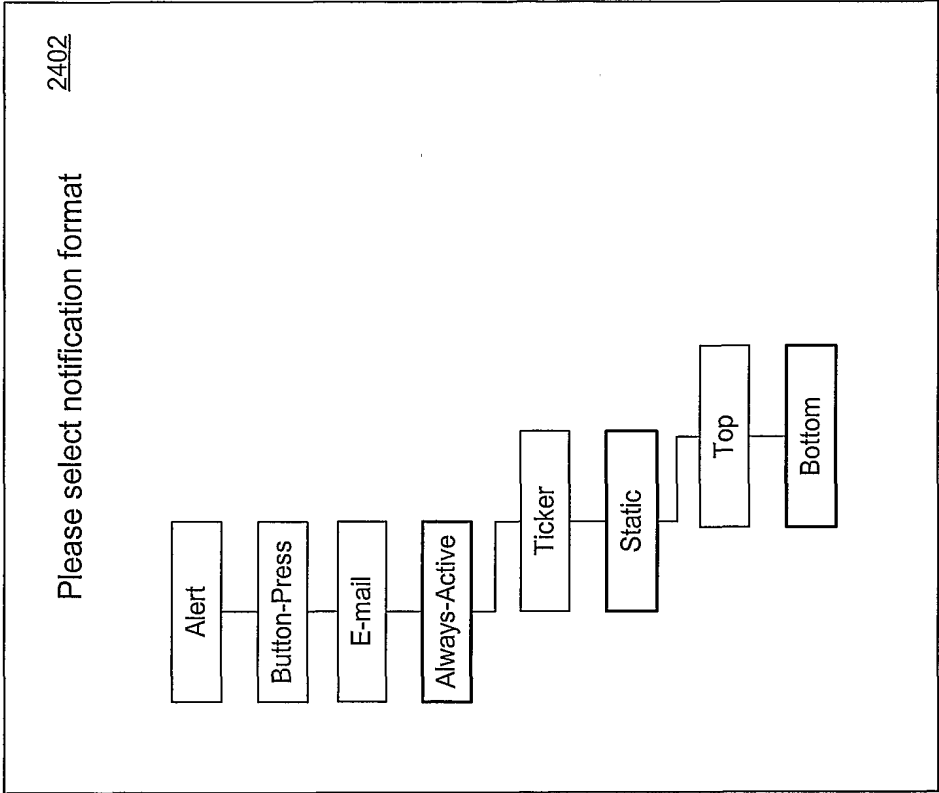 2402
Please select notification format
Alert
Button-Press
E-mail
Always-Active
Ticker
Static
Top
Bottom